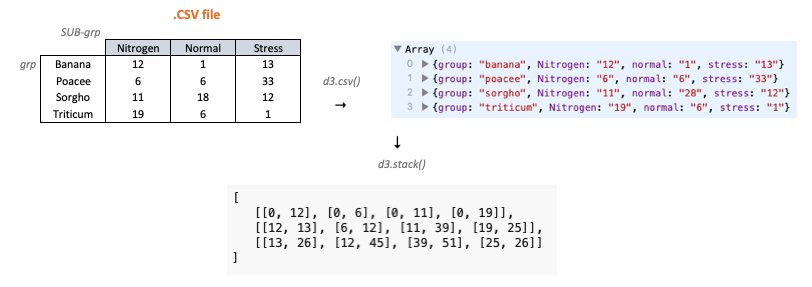 .CSV file
SUB-grp
Nitrogen Normal Stress
grp Banana 12 1 13
Poacee 6 6 33
Sorgho 11 18 12
Triticum 19 6 1
d3.csv()
→
▼ Array (4)
0 ▶ {group: "banana", Nitrogen: "12", normal: "1", stress: "13"}
1 ▶ {group: "poacee", Nitrogen: "6", normal: "6", stress: "33"}
2 ▶ {group: "sorgho", Nitrogen: "11", normal: "28", stress: "12"}
3 ▶ {group: "triticum", Nitrogen: "19", normal: "6", stress: "1"}
↓
d3.stack()
[
[[0, 12], [0, 6], [0, 11], [0, 19]],
[[12, 13], [6, 12], [11, 39], [19, 25]],
[[13, 26], [12, 45], [39, 51], [25, 26]]
]